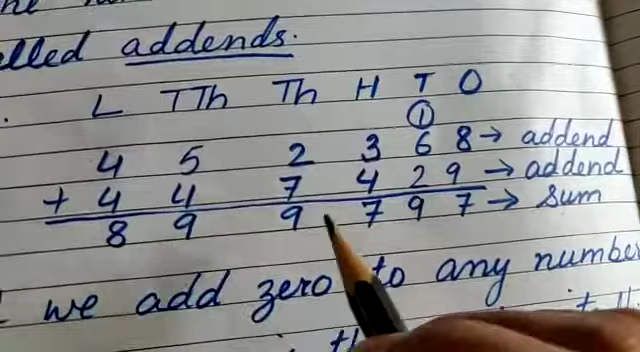 called addends.
L TTh Th H T O
①
4 5 2 3 6 8 → addend
+ 4 4 7 4 2 9 → addend
8 9 9 7 9 7 → Sum
we add zero to any number